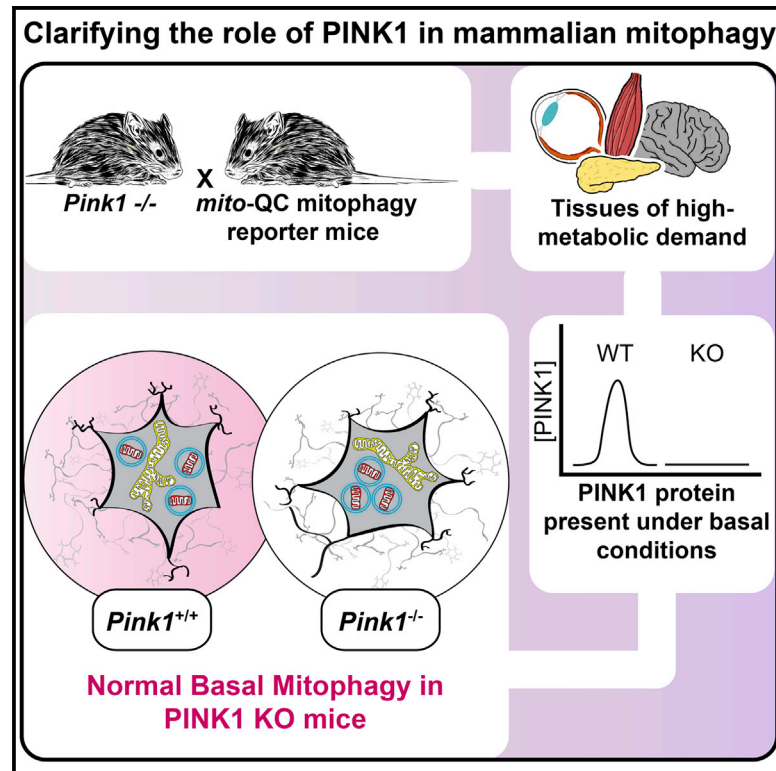 Clarifying the role of PINK1 in mammalian mitophagy
Pink1 -/-
X
mito-QC mitophagy
reporter mice
Tissues of high-
metabolic demand
[PINK1]
WT
KO
PINK1 protein
present under basal
conditions
Pink1+/+
Pink1-/-
Normal Basal Mitophagy in
PINK1 KO mice